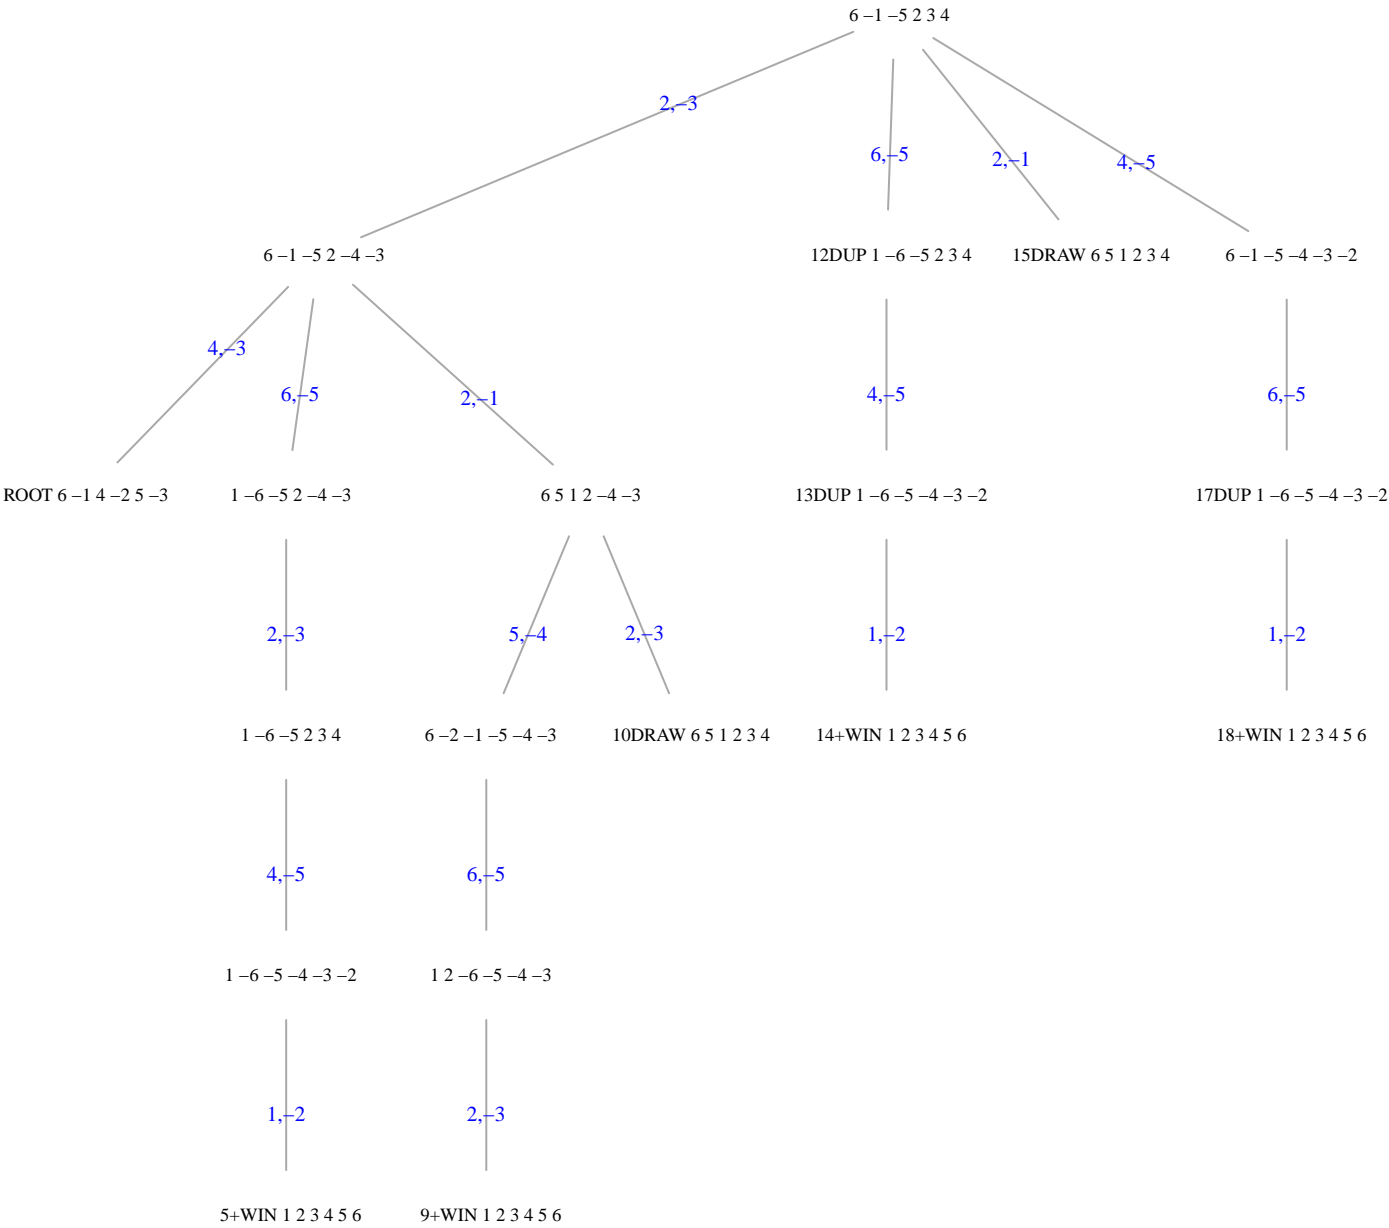 6 –1 –5 2 3 4
2,–3
6,–5
2,–1
4,–5
6 –1 –5 2 –4 –3
12DUP 1 –6 –5 2 3 4
15DRAW 6 5 1 2 3 4
6 –1 –5 –4 –3 –2
4,–3
6,–5
2,–1
4,–5
6,–5
ROOT 6 –1 4 –2 5 –3
1 –6 –5 2 –4 –3
6 5 1 2 –4 –3
13DUP 1 –6 –5 –4 –3 –2
17DUP 1 –6 –5 –4 –3 –2
2,–3
5,–4
2,–3
1,–2
1,–2
1 –6 –5 2 3 4
6 –2 –1 –5 –4 –3
10DRAW 6 5 1 2 3 4
14+WIN 1 2 3 4 5 6
18+WIN 1 2 3 4 5 6
4,–5
6,–5
1 –6 –5 –4 –3 –2
1 2 –6 –5 –4 –3
1,–2
2,–3
5+WIN 1 2 3 4 5 6
9+WIN 1 2 3 4 5 6